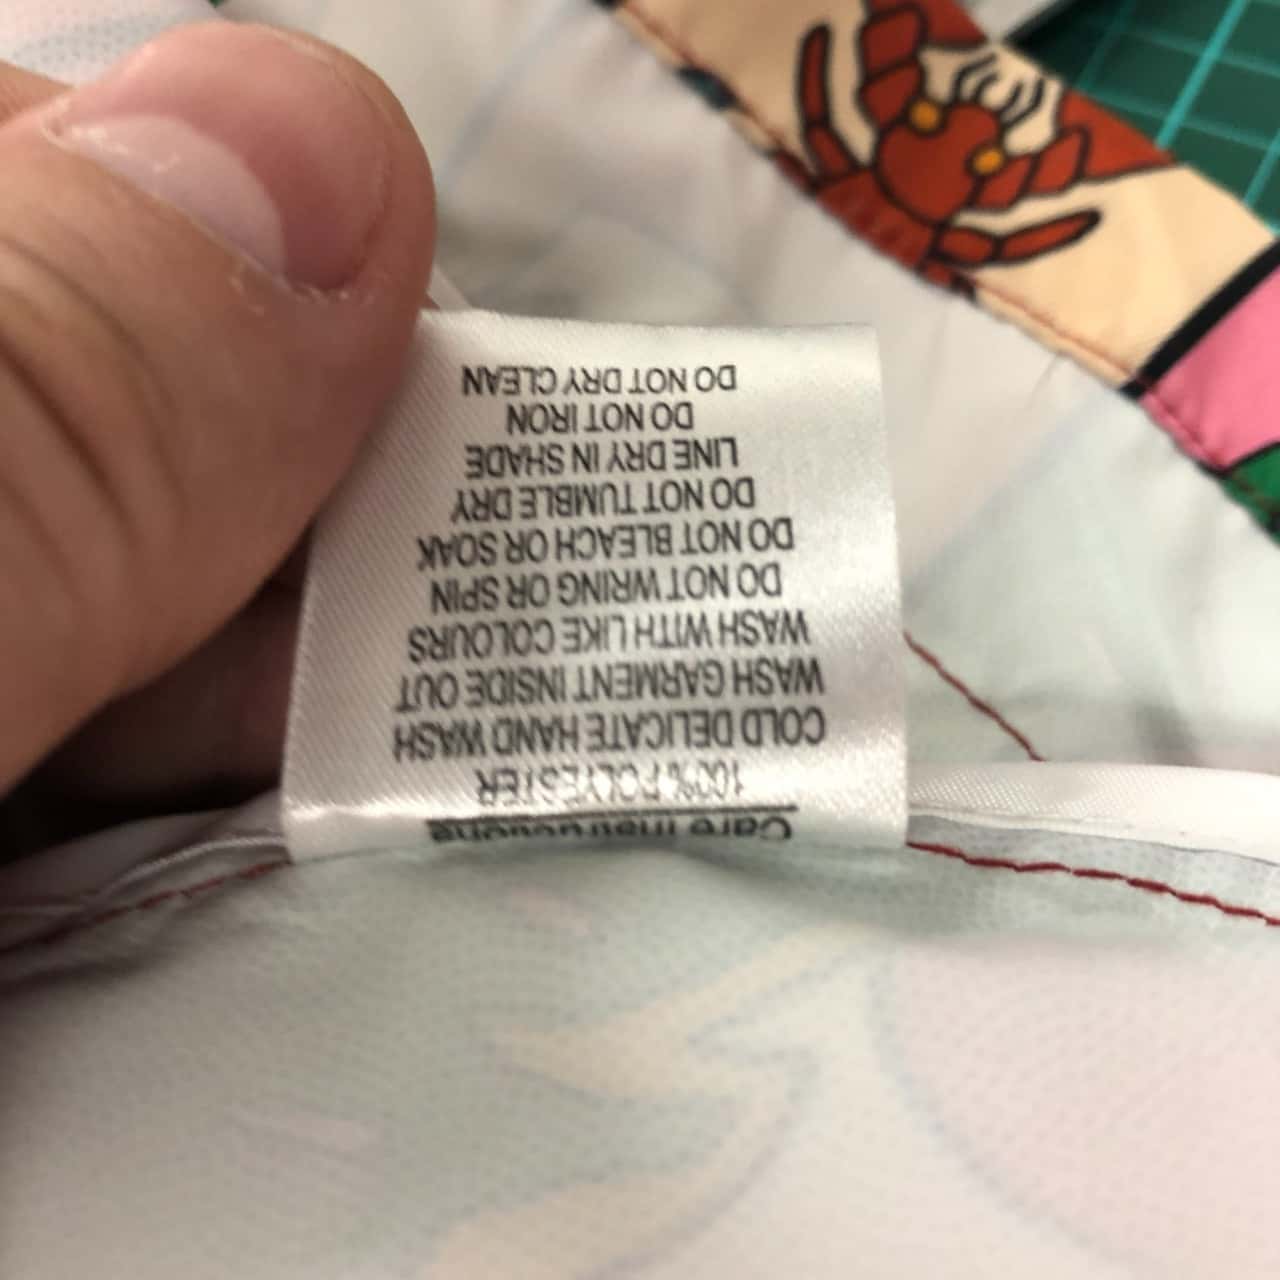 Care Instructions
100% POLYESTER
COLD DELICATE HAND WASH
WASH GARMENT INSIDE OUT
WASH WITH LIKE COLOURS
DO NOT WRING OR SPIN
DO NOT BLEACH OR SOAK
DO NOT TUMBLE DRY
LINE DRY IN SHADE
DO NOT IRON
DO NOT DRY CLEAN